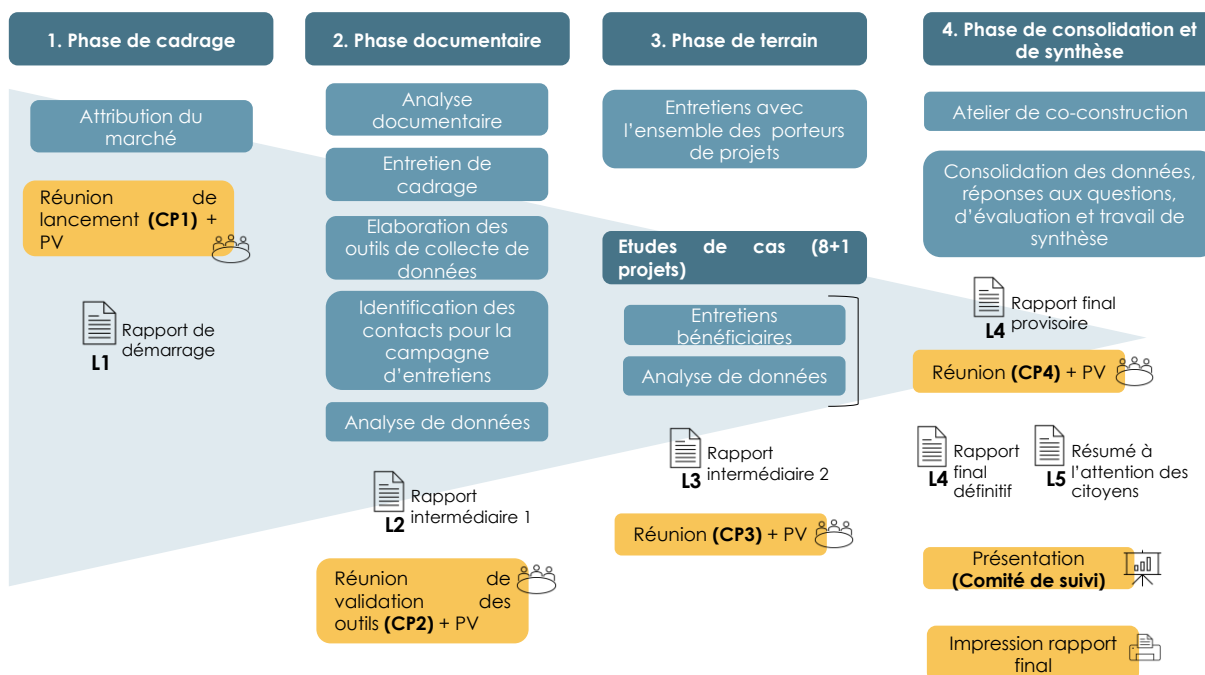 1. Phase de cadrage
Attribution du
marché
Réunion de
lancement (CP1) +
PV
L1
Rapport de
démarrage
2. Phase documentaire
Analyse
documentaire
Entretien de
cadrage
Elaboration des
outils de collecte de
données
Identification des
contacts pour la
campagne
d'entretiens
Analyse de données
L2
Rapport
intermédiaire 1
Réunion de
validation des
outils (CP2) + PV
3. Phase de terrain
Entretiens avec
l'ensemble des porteurs
de projets
Etudes de cas (8+1
projets)
Entretiens
bénéficiaires
Analyse de données
L3
Rapport
intermédiaire 2
Réunion (CP3) + PV
4. Phase de consolidation et
de synthèse
Atelier de co-construction
Consolidation des données,
réponses aux questions,
d'évaluation et travail de
synthèse
L4
Rapport final
provisoire
Réunion (CP4) + PV
L4
Rapport
final
définitif
L5
Résumé à
l'attention des
citoyens
Présentation
(Comité de suivi)
Impression rapport
final